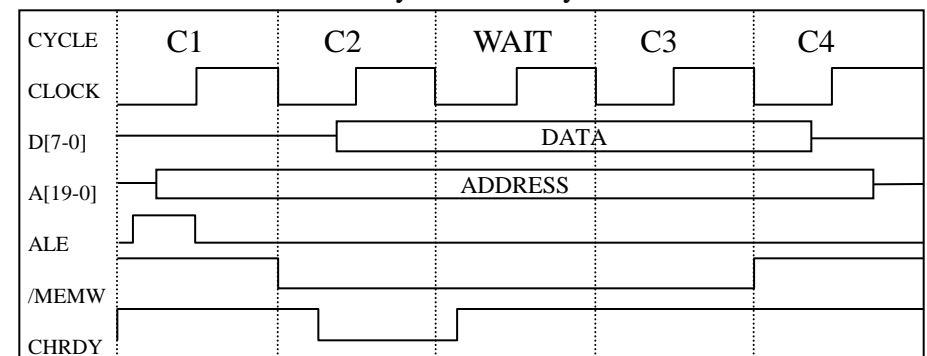 CYCLE C1 C2 WAIT C3 C4
CLOCK
D[7-0] DATA
A[19-0] ADDRESS
ALE
/MEMW
CHRDY